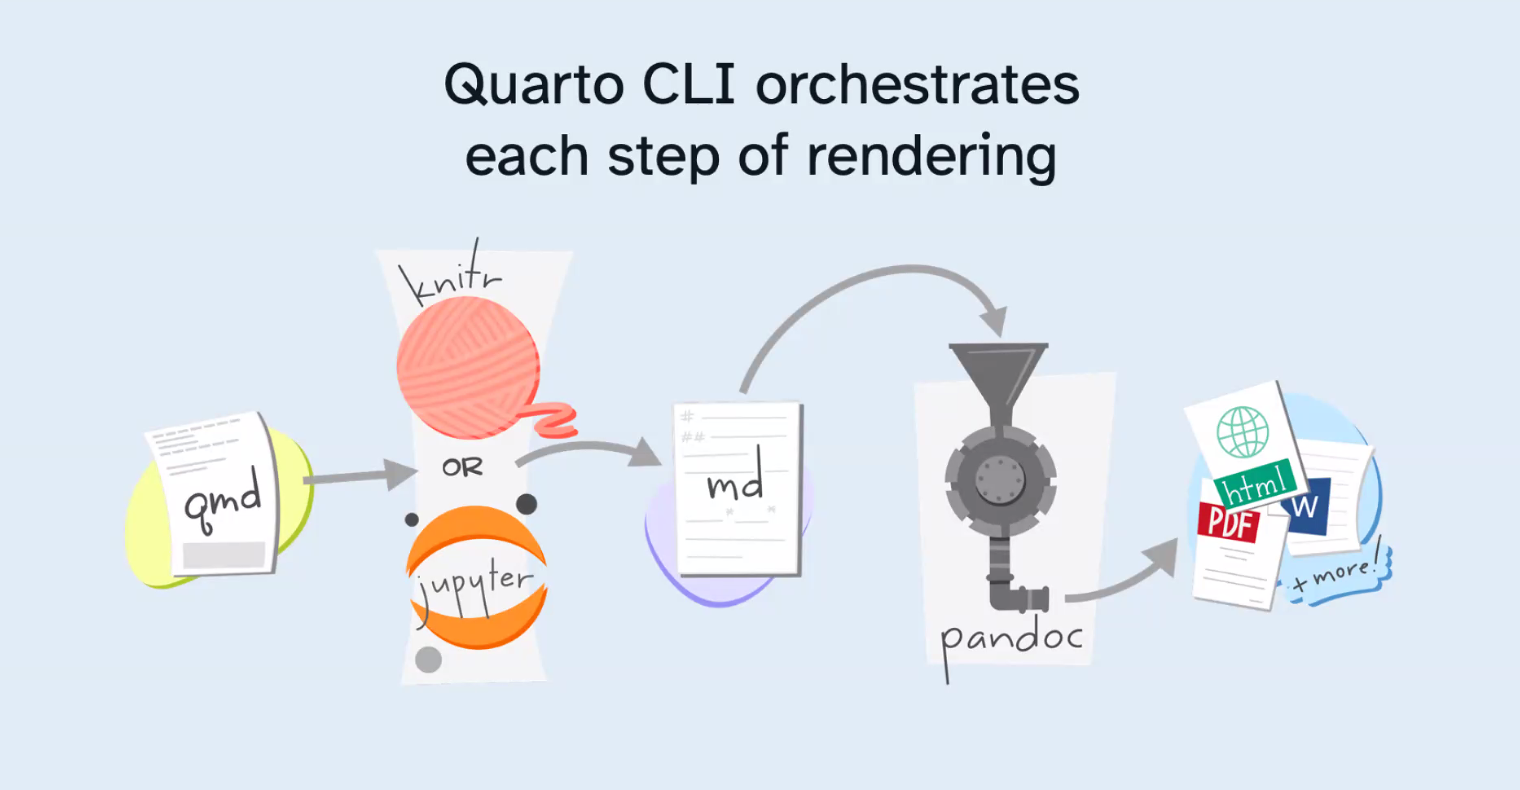 Quarto CLI orchestrates
each step of rendering
knitr
OR
jupyter
qmd
#
##
md
" "
pandoc
html
PDF
W
+ more!